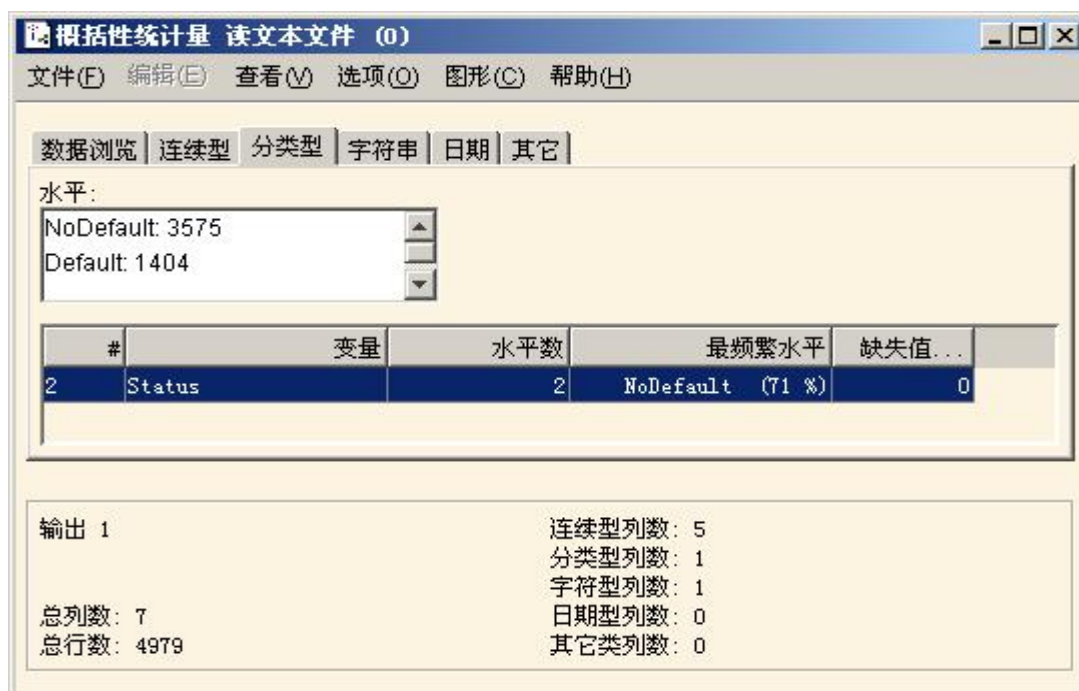 概括性统计量 读文本文件 (0)
文件(F) 编辑(E) 查看(V) 选项(O) 图形(C) 帮助(H)
数据浏览 连续型 分类型 字符串 日期 其它
水平:
NoDefault: 3575
Default: 1404
# 变量 水平数 最频繁水平 缺失值...
2 Status 2 NoDefault (71 %) 0
输出 1
连续型列数: 5
分类型列数: 1
字符型列数: 1
总列数: 7 日期型列数: 0
总行数: 4979 其它类列数: 0